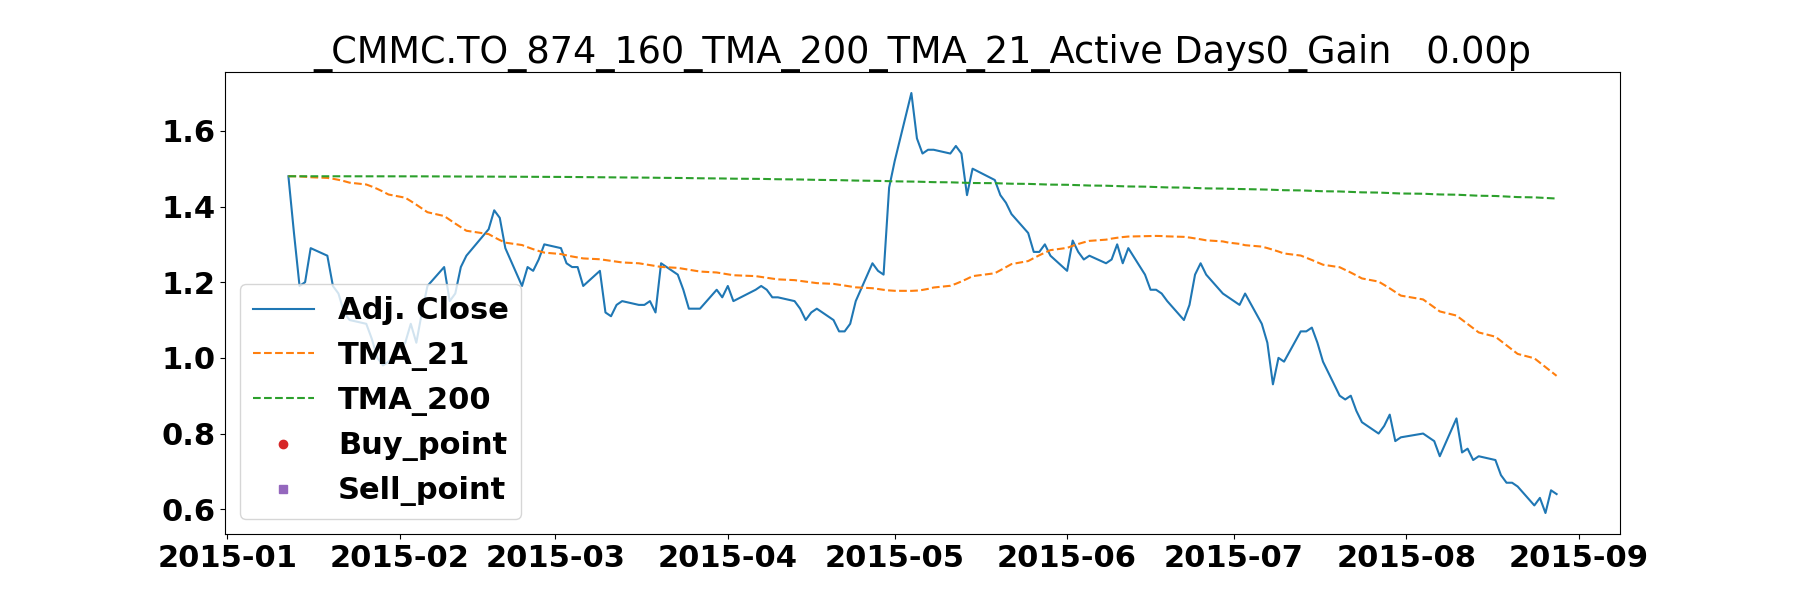 _CMMC.TO_874_160_TMA_200_TMA_21_Active Days0_Gain   0.00p
1.6
1.4
1.2
1.0
0.8
0.6
Adj. Close
TMA_21
TMA_200
Buy_point
Sell_point
2015-01 2015-02 2015-03 2015-04 2015-05 2015-06 2015-07 2015-08 2015-09